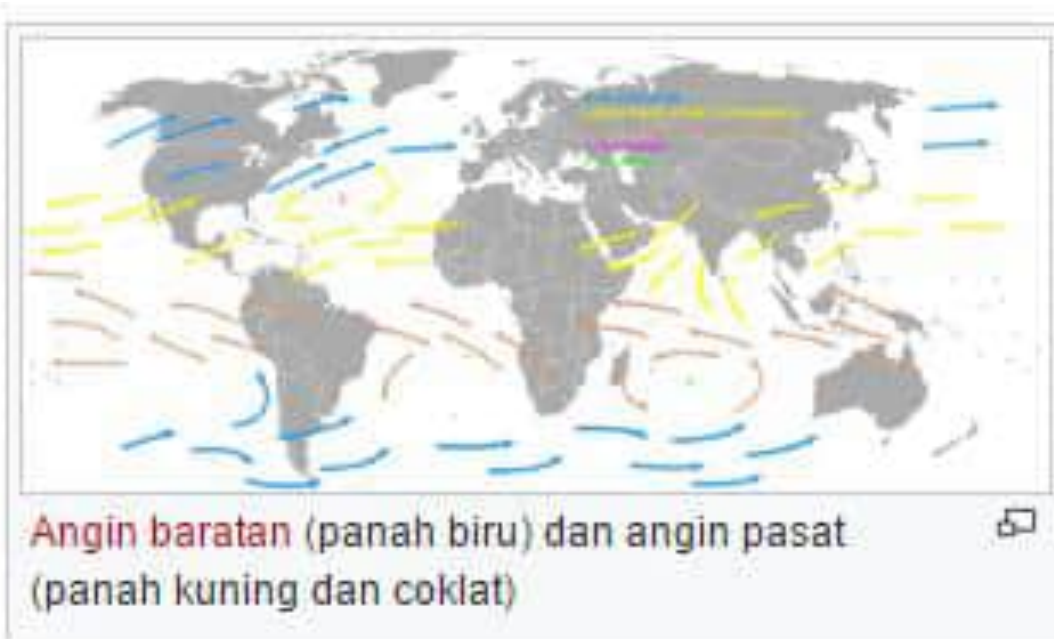 Angin baratan (panah biru) dan angin pasat
(panah kuning dan coklat)